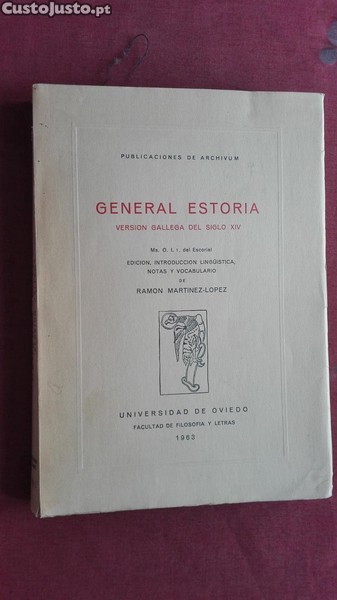 CustoJusto.pt
PUBLICACIONES DE ARCHIVUM
GENERAL ESTORIA
VERSION GALLEGA DEL SIGLO XIV
Ms. O. I. i. del Escorial
EDICION, INTRODUCCION LINGÜISTICA,
NOTAS Y VOCABULARIO
DE
RAMON MARTINEZ-LOPEZ
UNIVERSIDAD DE OVIEDO
FACULTAD DE FILOSOFIA Y LETRAS
1963